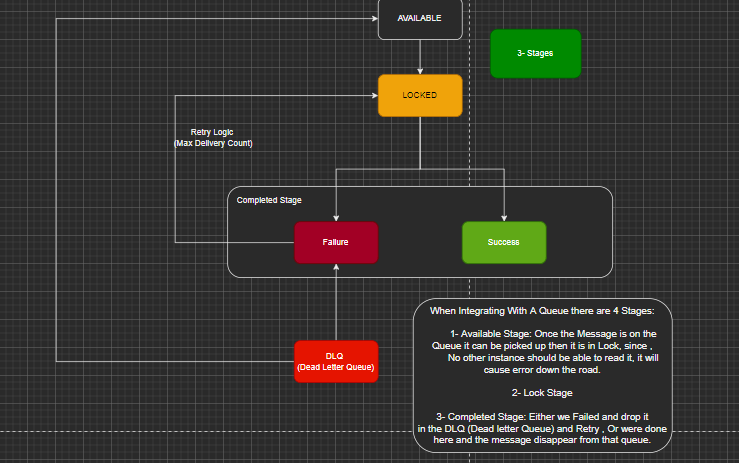 AVAILABLE
3- Stages
LOCKED
Retry Logic
(Max Delivery Count)
Completed Stage
Failure
Success
When Integrating With A Queue there are 4 Stages:
1- Available Stage: Once the Message is on the
Queue it can be picked up then it is in Lock, since ,
No other instance should be able to read it, it will
cause error down the road.
2- Lock Stage
3- Completed Stage: Either we Failed and drop it
in the DLQ (Dead letter Queue) and Retry , Or were done
here and the message disappear from that queue.
DLQ
(Dead Letter Queue)